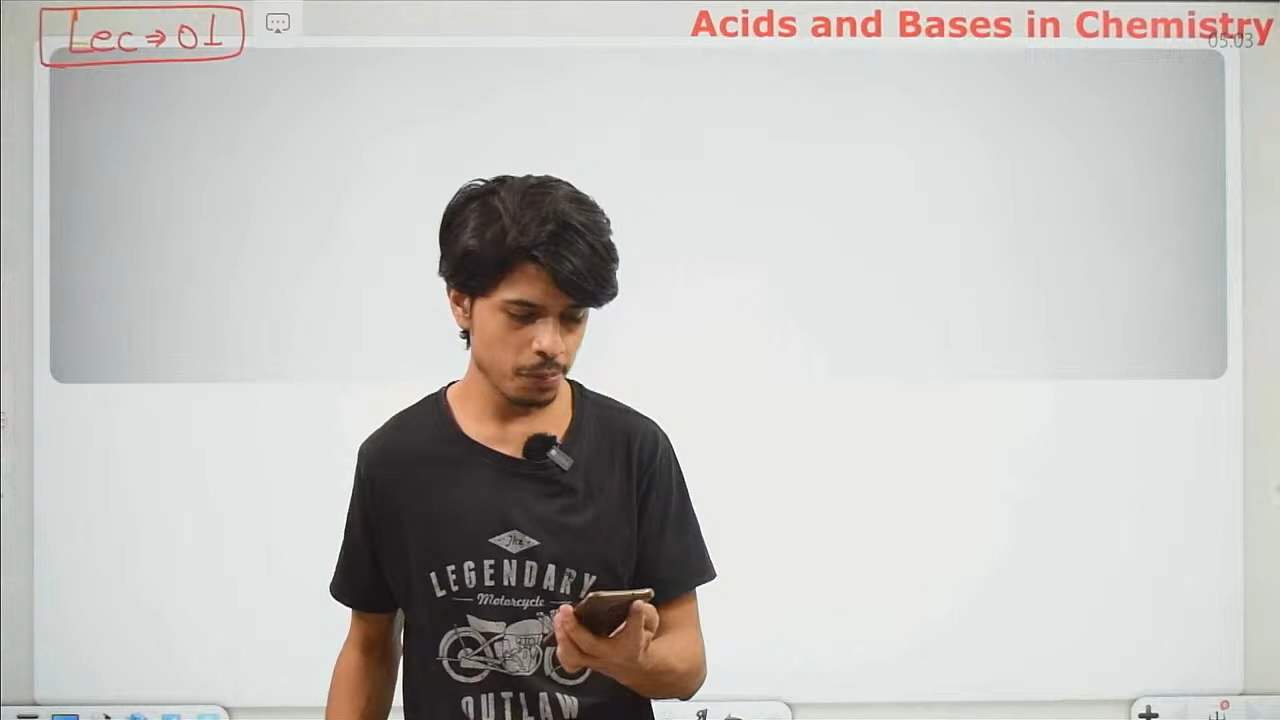 Lec ⇒ 01
Acids and Bases in Chemistry
05:03
The
LEGENDARY
Motorcycle
OUTLAW